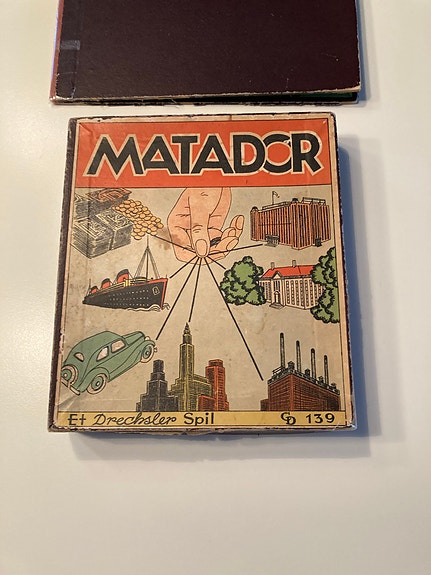 MATADOR
Et Drechsler Spil CD 139